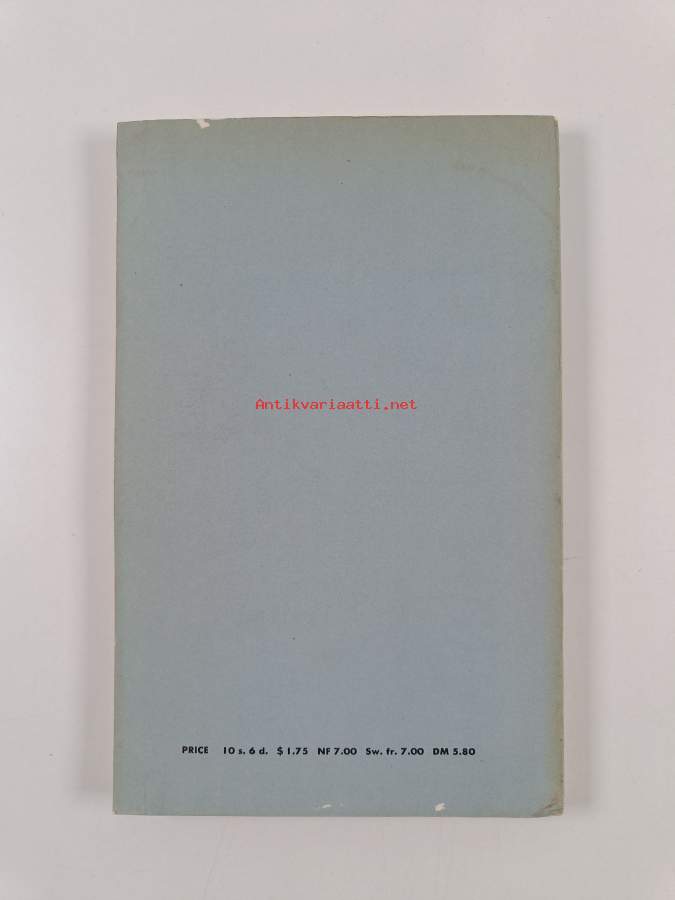 Antikvariaatti.net
PRICE 10 s. 6 d. $ 1.75 NF 7.00 Sw. fr. 7.00 DM 5.80